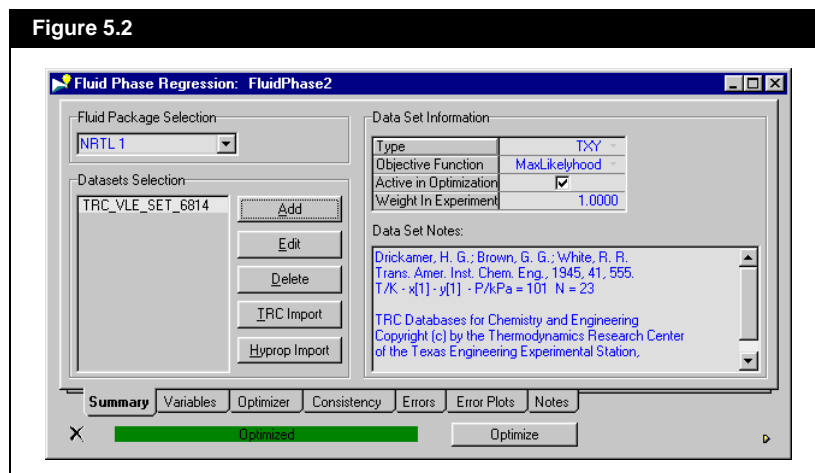 Figure 5.2
Fluid Phase Regression: FluidPhase2
Fluid Package Selection
NRTL 1
Datasets Selection
TRC_VLE_SET_6814
Add
Edit
Delete
TRC Import
Hyprop Import
Data Set Information
Type TXY
Objective Function MaxLikelyhood
Active in Optimization
Weight In Experiment 1.0000
Data Set Notes:
Drickamer, H. G.; Brown, G. G.; White, R. R.
Trans. Amer. Inst. Chem. Eng., 1945, 41, 555.
T/K - x[1] - y[1] - P/kPa = 101 N = 23
TRC Databases for Chemistry and Engineering
Copyright (c) by the Thermodynamics Research Center
of the Texas Engineering Experimental Station,
Summary Variables Optimizer Consistency Errors Error Plots Notes
Optimized
Optimize